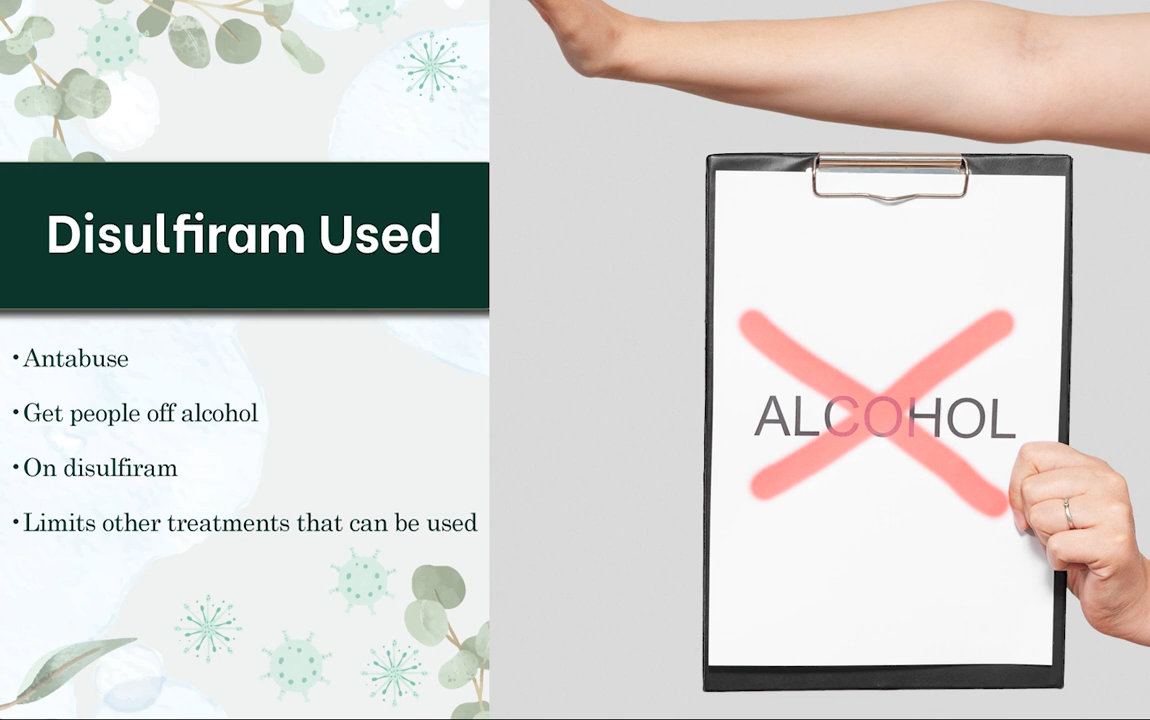 Disulfiram Used
• Antabuse
• Get people off alcohol
• On disulfiram
• Limits other treatments that can be used
ALCOHOL